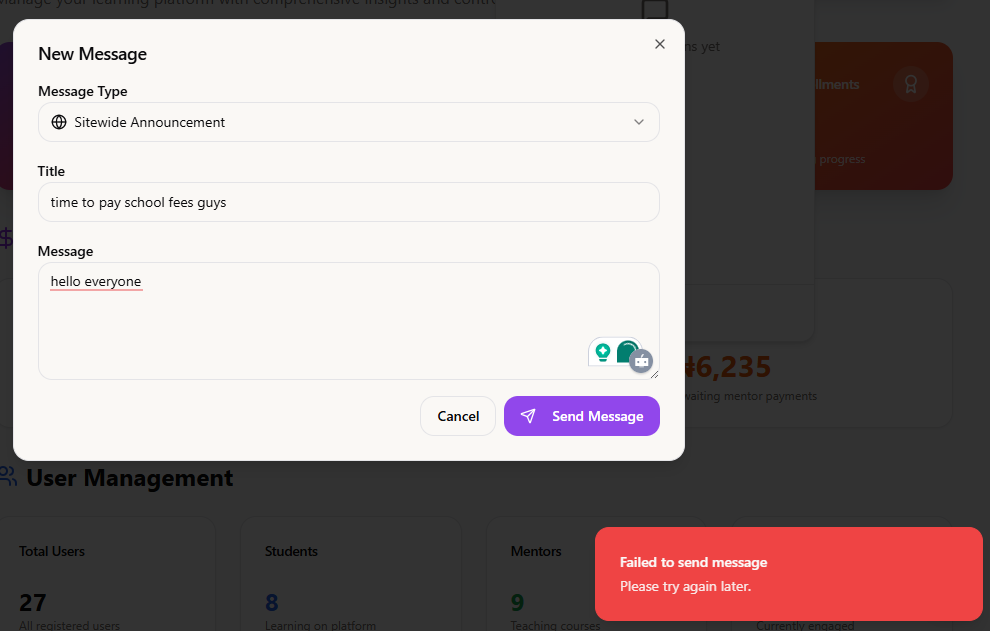 Manage your learning platform with comprehensive insights and contr
New Message
ns yet
Message Type
llments
Sitewide Announcement
progress
Title
time to pay school fees guys
$
Message
hello everyone
₦6,235
waiting mentor payments
Cancel
Send Message
User Management
Total Users
Students
Mentors
Failed to send message
Please try again later.
27
8
9
All registered users
Learning on platform
Teaching courses
Currently engaged